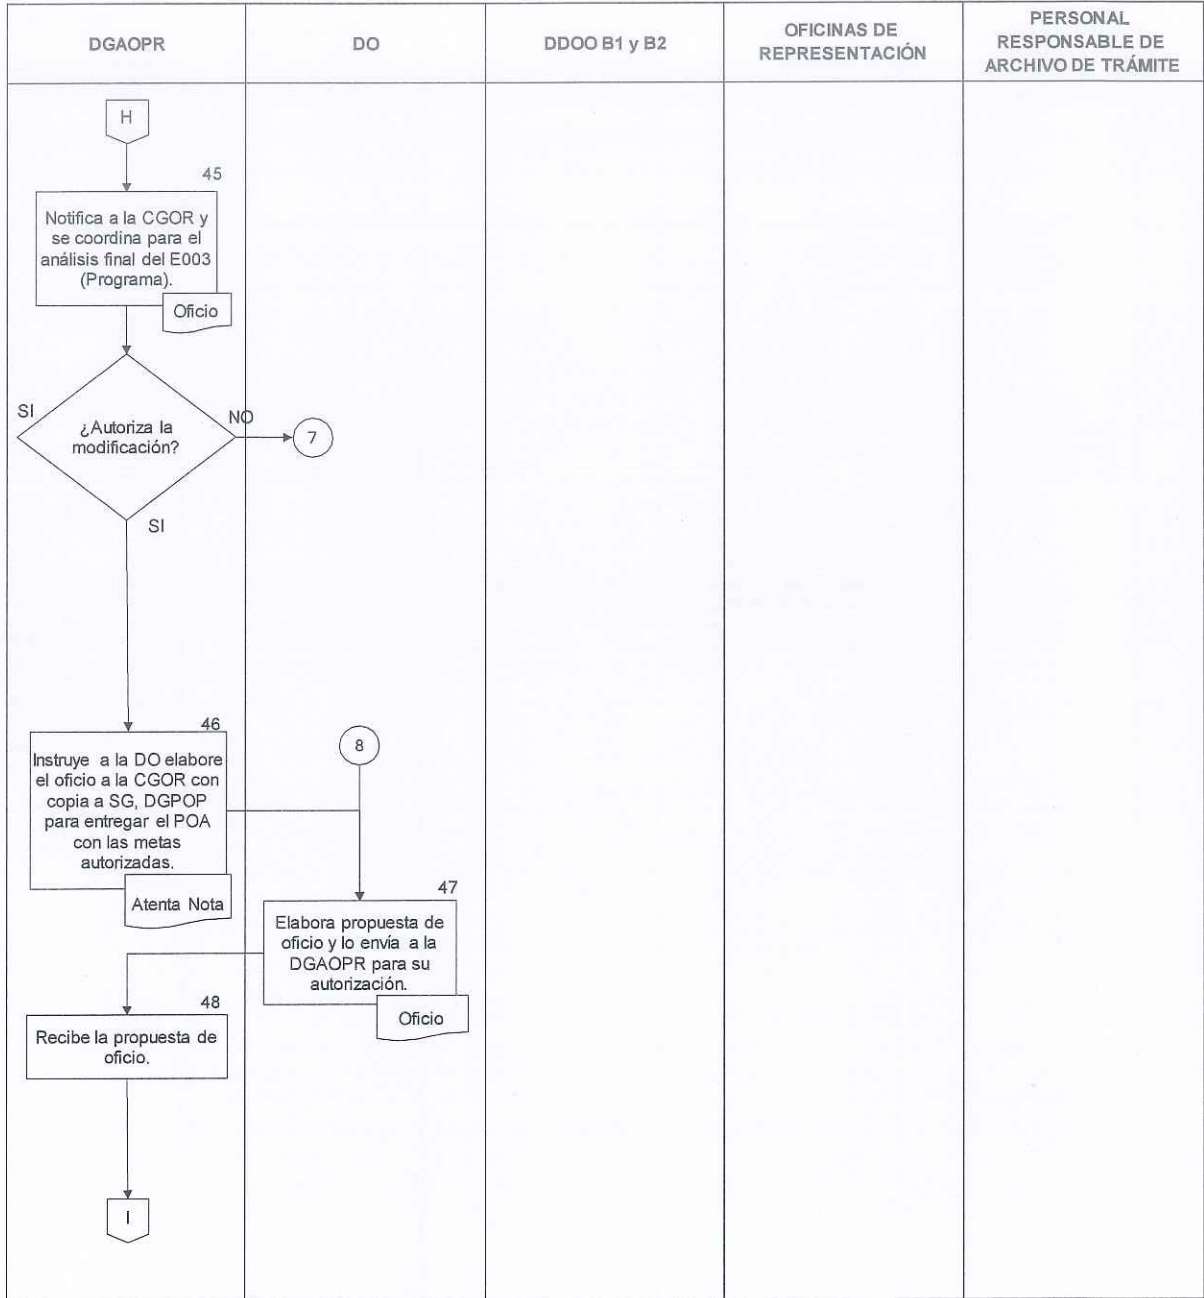 DGAOPR
DO
DDOO B1 y B2
OFICINAS DE
REPRESENTACIÓN
PERSONAL
RESPONSABLE DE
ARCHIVO DE TRÁMITE
H
45
Notifica a la CGOR y
se coordina para el
análisis final del E003
(Programa).
Oficio
SI
¿Autoriza la
modificación?
NO
7
SI
46
Instruye a la DO elabore
el oficio a la CGOR con
copia a SG, DGPOP
para entregar el POA
con las metas
autorizadas.
Atenta Nota
8
47
Elabora propuesta de
oficio y lo envía a la
DGAOPR para su
autorización.
Oficio
48
Recibe la propuesta de
oficio.
I